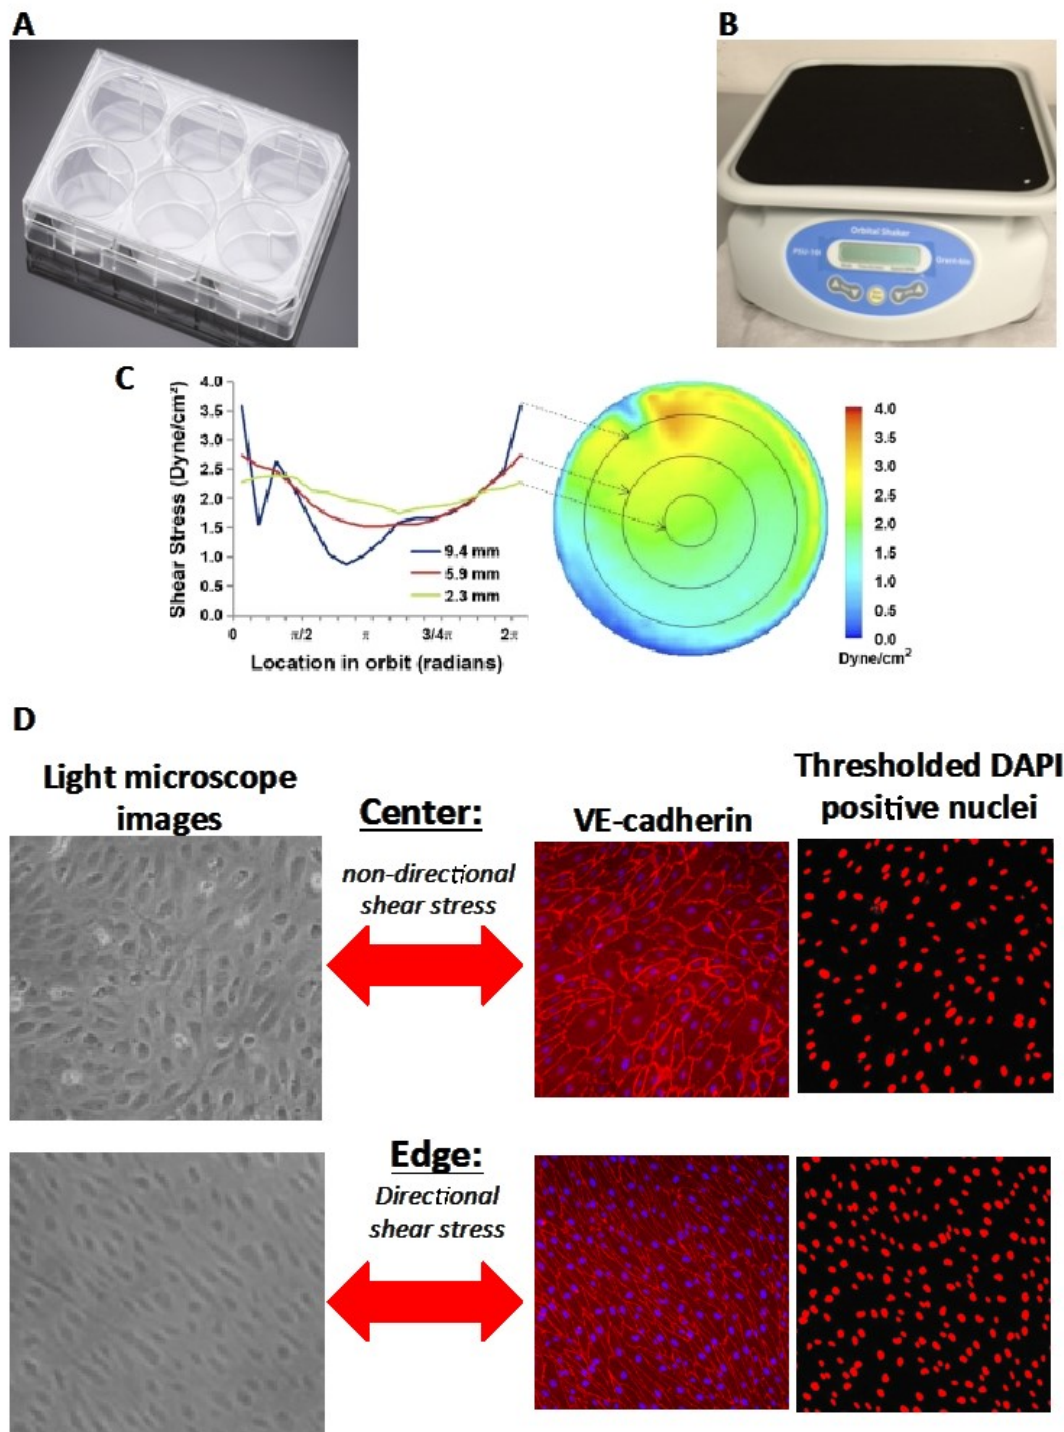 A
B
Orbital Shaker
PSU-10i
Grant-bio
C
Shear Stress (Dyne/cm²)
4.0
3.5
3.0
2.5
2.0
1.5
1.0
0.5
0.0
9.4 mm
5.9 mm
2.3 mm
0 π/2 π 3/4π 2π
Location in orbit (radians)
4.0
3.5
3.0
2.5
2.0
1.5
1.0
0.5
0.0
Dyne/cm²
D
Light microscope
images
Center:
non-directional
shear stress
VE-cadherin
Thresholded DAPI
positive nuclei
Edge:
Directional
shear stress